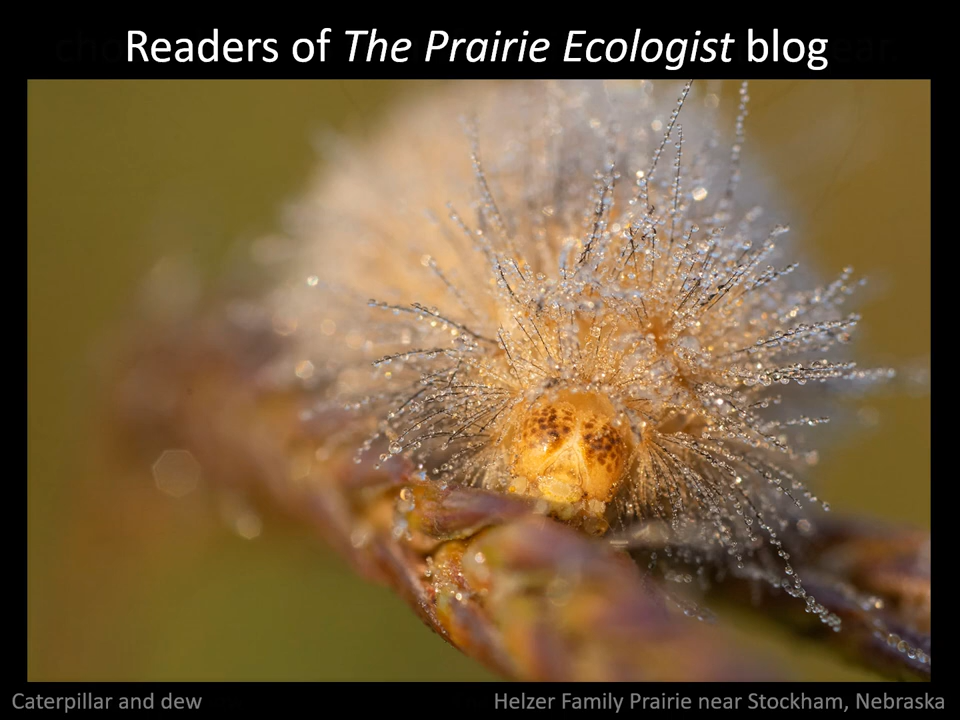 Readers of The Prairie Ecologist blog
Caterpillar and dew
Helzer Family Prairie near Stockham, Nebraska